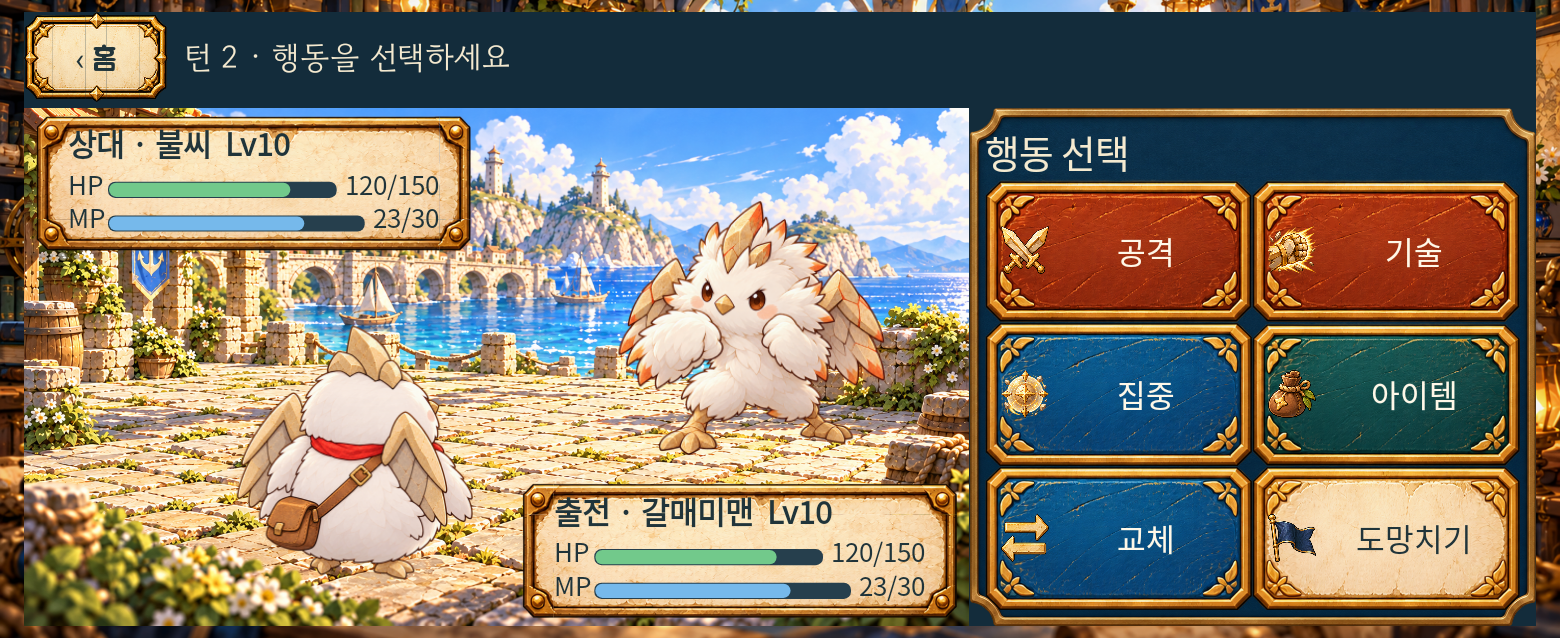 ‹ 홈
턴 2 · 행동을 선택하세요
상대 · 불씨 Lv10
HP 120/150
MP 23/30
출전 · 갈매미맨 Lv10
HP 120/150
MP 23/30
행동 선택
공격
기술
집중
아이템
교체
도망치기